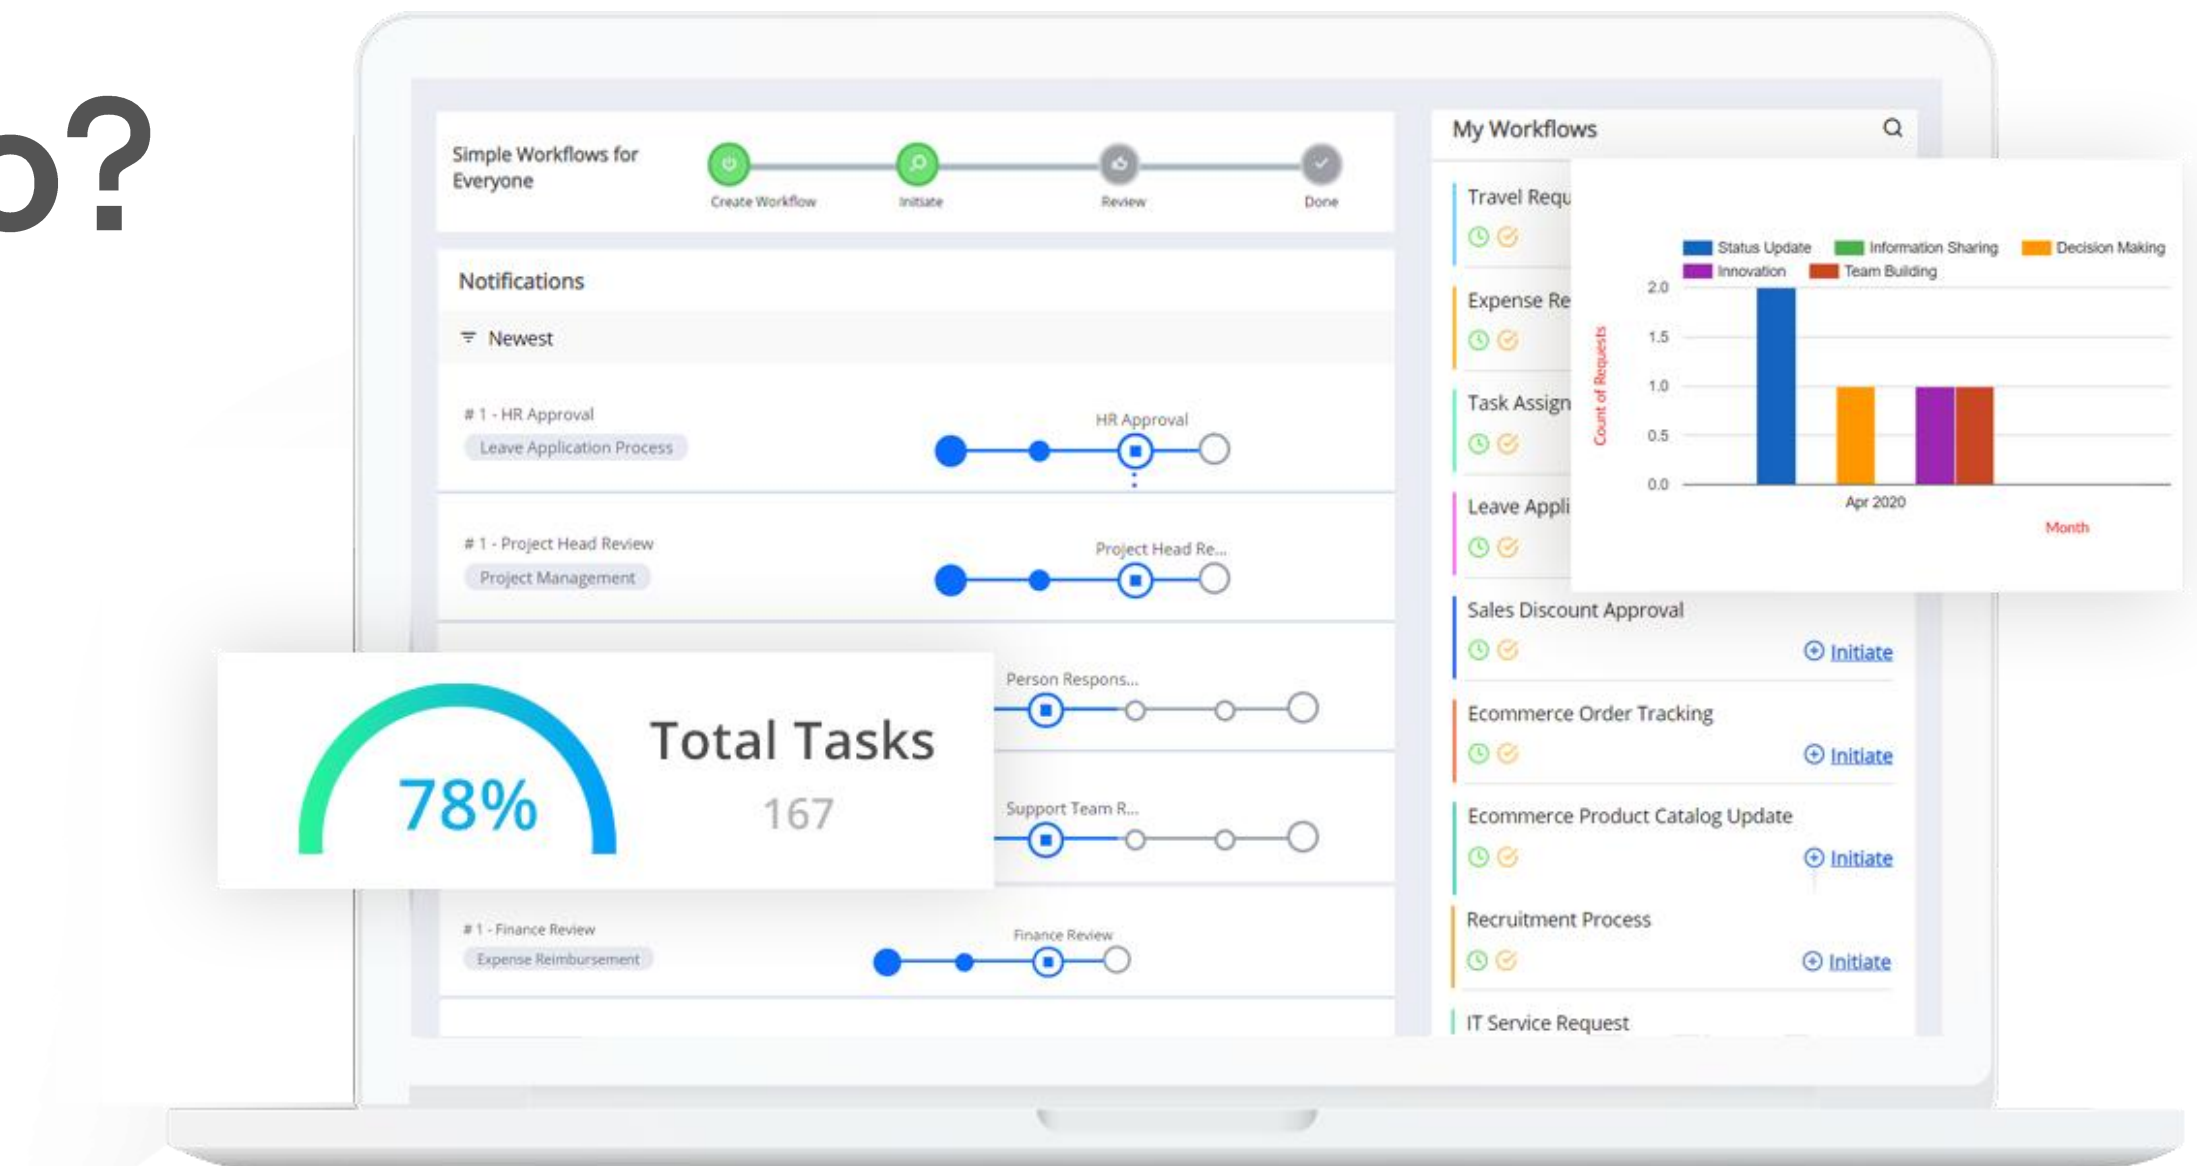 o?
Simple Workflows for
Everyone
Create Workflow
Initiate
Review
Done
Notifications
Newest
# 1 - HR Approval
Leave Application Process
HR Approval
# 1 - Project Head Review
Project Management
Project Head Re...
Person Respons...
Support Team R...
78%
Total Tasks
167
# 1 - Finance Review
Expense Reimbursement
Finance Review
My Workflows
Travel Requ
Expense Re
Task Assign
Leave Appli
Sales Discount Approval
Initiate
Ecommerce Order Tracking
Initiate
Ecommerce Product Catalog Update
Initiate
Recruitment Process
Initiate
IT Service Request
Status Update Information Sharing Decision Making
Innovation Team Building
2.0
1.5
1.0
0.5
0.0
Count of Requests
Apr 2020
Month